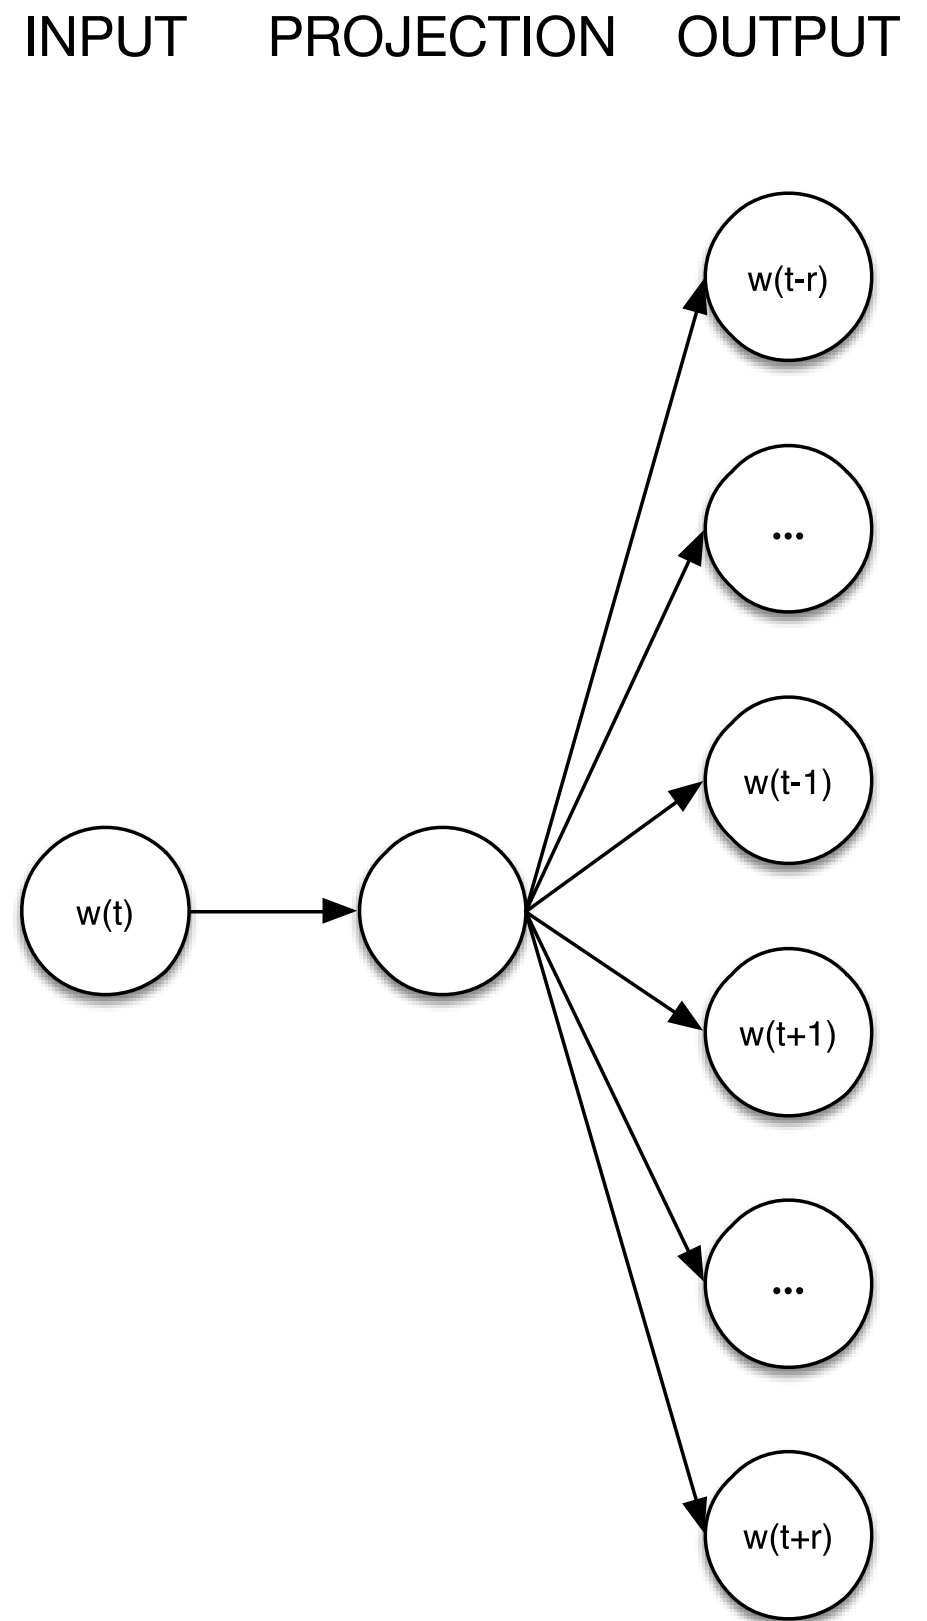 INPUT PROJECTION OUTPUT
w(t-r)
...
w(t-1)
w(t)
w(t+1)
...
w(t+r)